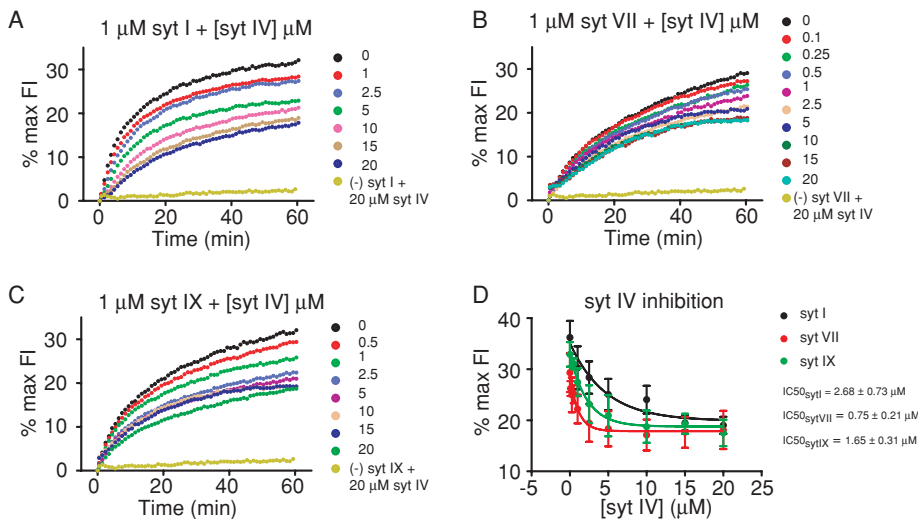 A
1 μM syt I + [syt IV] μM
% max FI
30
20
10
0
0
20
40
60
Time (min)
0
1
2.5
5
10
15
20
(-) syt I +
20 μM syt IV
B
1 μM syt VII + [syt IV] μM
% max FI
30
20
10
0
0
20
40
60
Time (min)
0
0.1
0.25
0.5
1
2.5
5
10
15
20
(-) syt VII +
20 μM syt IV
C
1 μM syt IX + [syt IV] μM
% max FI
30
20
10
0
0
20
40
60
Time (min)
0
0.5
1
2.5
5
10
15
20
(-) syt IX +
20 μM syt IV
D
syt IV inhibition
% max FI
40
30
20
10
-5
0
5
10
15
20
25
[syt IV] (μM)
syt I
syt VII
syt IX
IC50sytI = 2.68 ± 0.73 μM
IC50sytVII = 0.75 ± 0.21 μM
IC50sytIX = 1.65 ± 0.31 μM